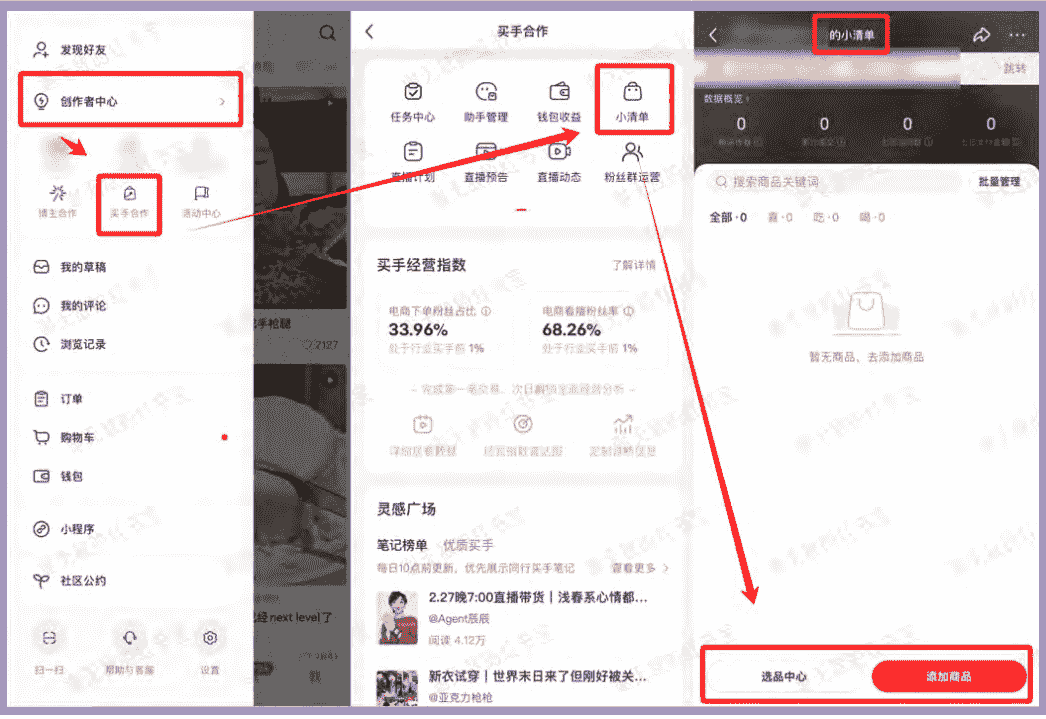 发现好友
创作者中心
博主合作
买手合作
活动中心
我的草稿
我的评论
浏览记录
订单
购物车
钱包
小程序
社区公约
扫一扫
帮助与客服
设置
2127
next level了
买手合作
任务中心
助手管理
钱包收益
小清单
直播计划
直播预告
直播动态
粉丝群运营
买手经营指数
了解详情
电商下单粉丝占比
33.96%
处于行业买手前 1%
电商看播粉丝率
68.26%
处于行业买手前 1%
灵感广场
笔记榜单
优质买手
每日10点前更新，优先展示同行买手笔记
查看更多
2.27晚7:00直播带货丨浅春系心情都...
@Agent辰辰
阅读 4.12万
新衣试穿丨世界末日来了但刚好被关...
@亚克力枪枪
的小清单
跳转
数据概览
0
0
0
0
搜索商品关键词
批量管理
全部·0
喜·0
吃·0
喝·0
暂无商品，去添加商品
选品中心
添加商品